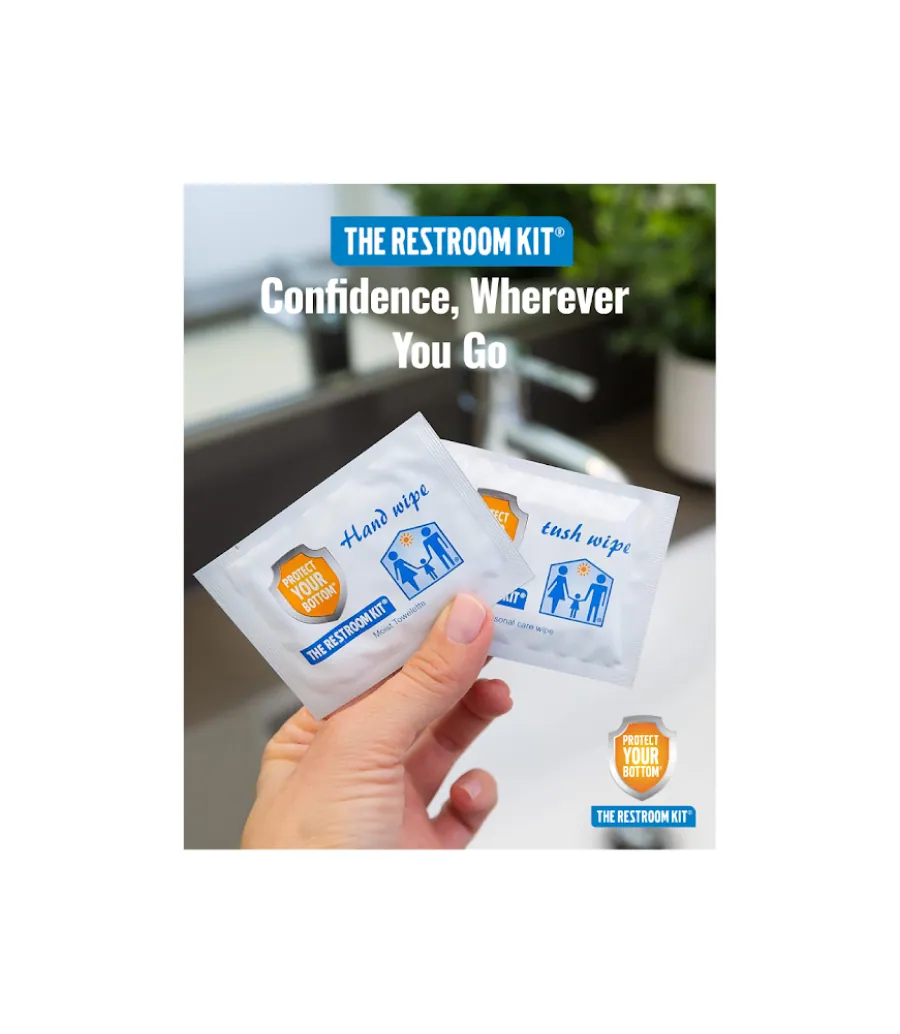 THE RESTROOM KIT®
Confidence, Wherever
You Go
Hand wipe
PROTECT
YOUR
BOTTOM
THE RESTROOM KIT®
Moist Towelette
tush wipe
care wipe
PROTECT
YOUR
BOTTOM
THE RESTROOM KIT®